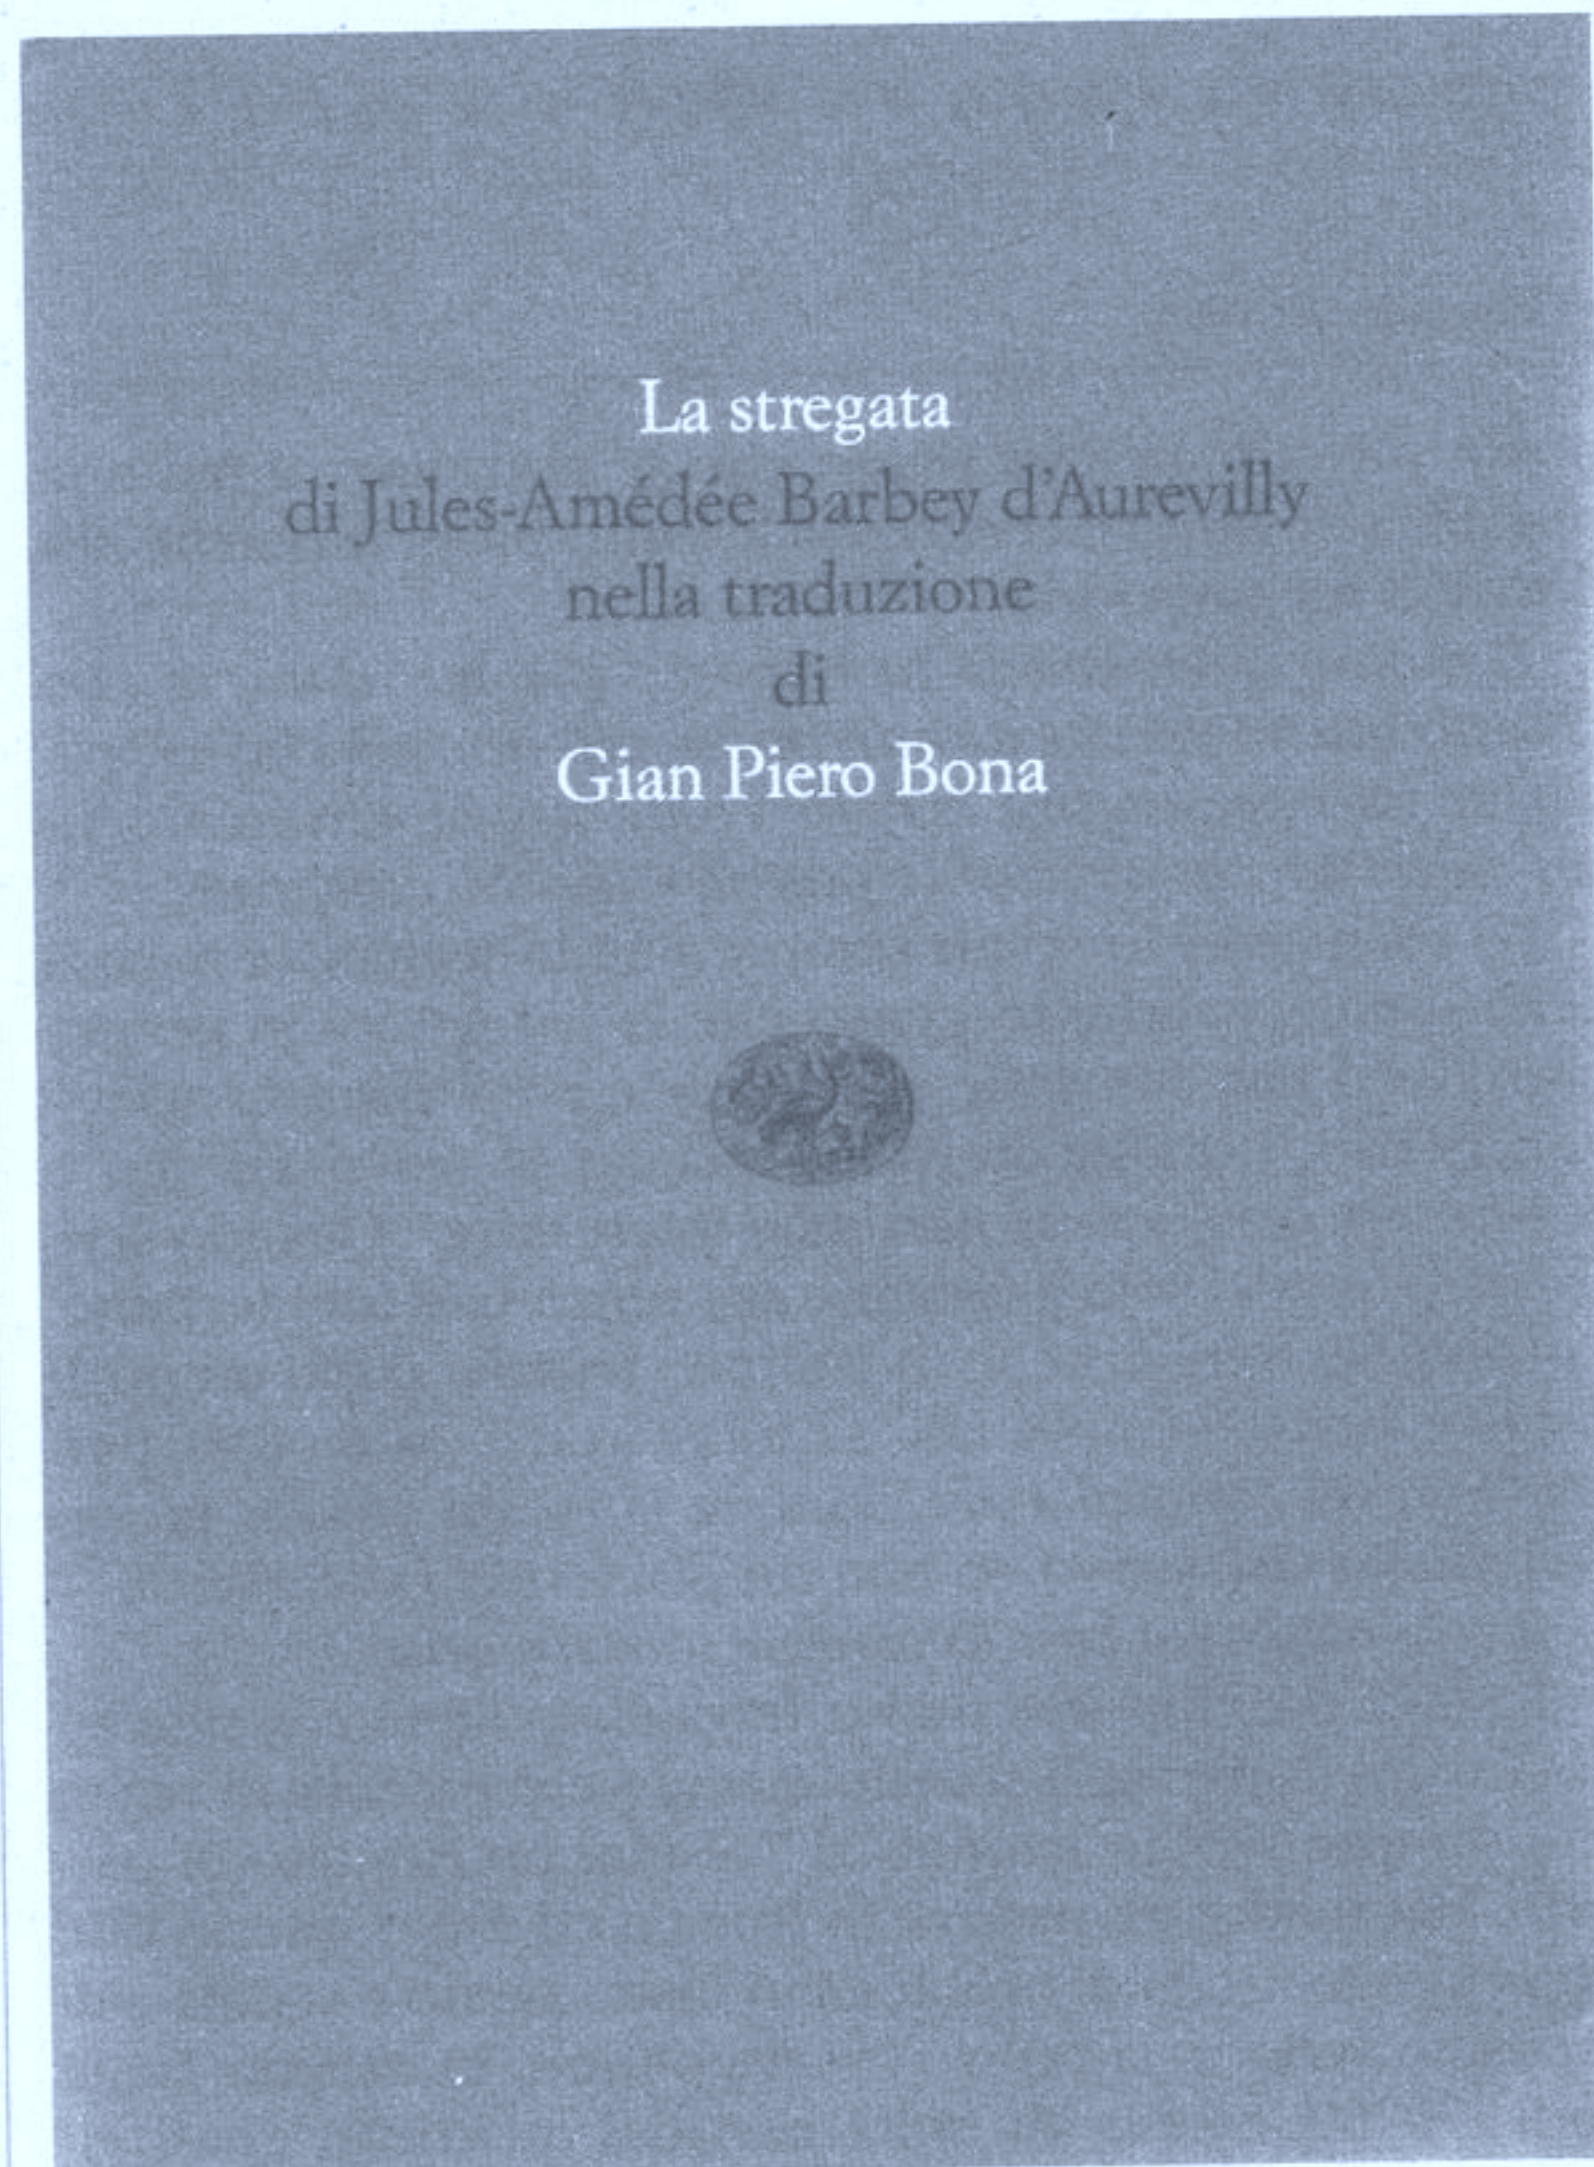 La stregata
di Jules-Amédée Barbey d'Aurevilly
nella traduzione
di
Gian Piero Bona